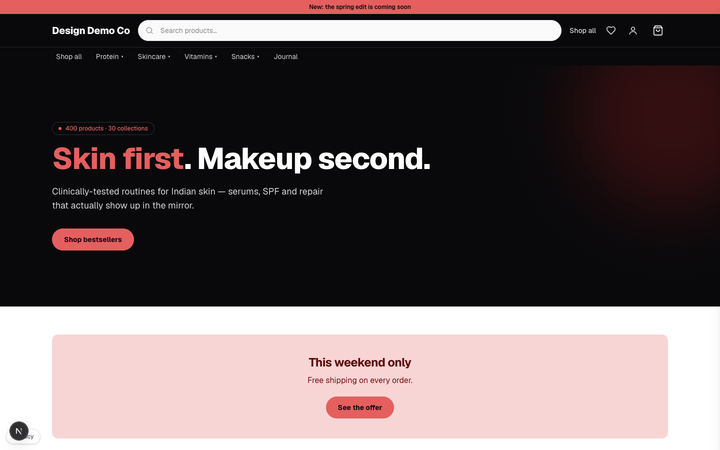 New: the spring edit is coming soon
Design Demo Co
Search products...
Shop all
Shop all
Protein
Skincare
Vitamins
Snacks
Journal
400 products · 30 collections
Skin first. Makeup second.
Clinically-tested routines for Indian skin — serums, SPF and repair
that actually show up in the mirror.
Shop bestsellers
This weekend only
Free shipping on every order.
See the offer
N